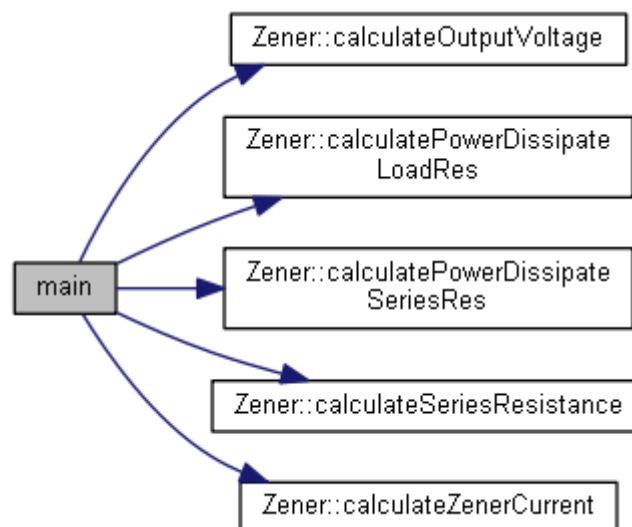 Zener::calculateOutputVoltage
Zener::calculatePowerDissipate
LoadRes
main
Zener::calculatePowerDissipate
SeriesRes
Zener::calculateSeriesResistance
Zener::calculateZenerCurrent